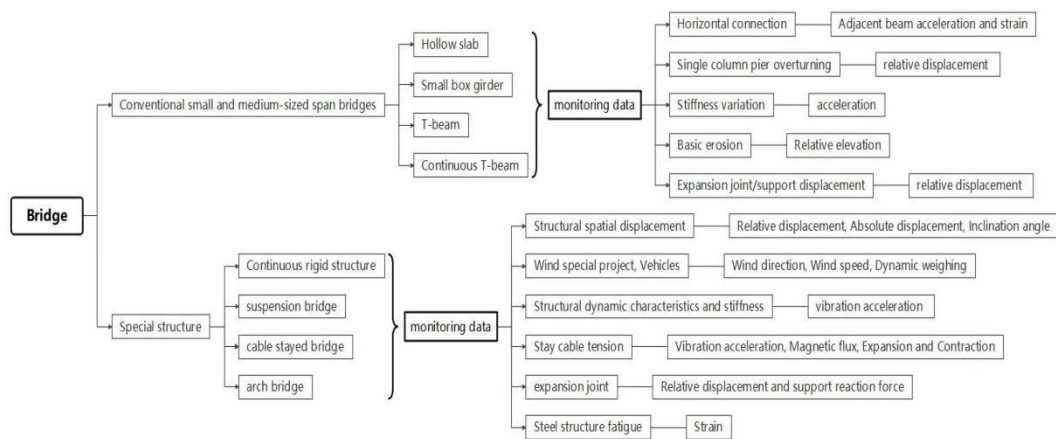 Bridge
Conventional small and medium-sized span bridges
Hollow slab
Small box girder
T-beam
Continuous T-beam
monitoring data
Horizontal connection
Adjacent beam acceleration and strain
Single column pier overturning
relative displacement
Stiffness variation
acceleration
Basic erosion
Relative elevation
Expansion joint/support displacement
relative displacement
Special structure
Continuous rigid structure
suspension bridge
cable stayed bridge
arch bridge
monitoring data
Structural spatial displacement
Relative displacement, Absolute displacement, Inclination angle
Wind special project, Vehicles
Wind direction, Wind speed, Dynamic weighing
Structural dynamic characteristics and stiffness
vibration acceleration
Stay cable tension
Vibration acceleration, Magnetic flux, Expansion and Contraction
expansion joint
Relative displacement and support reaction force
Steel structure fatigue
Strain